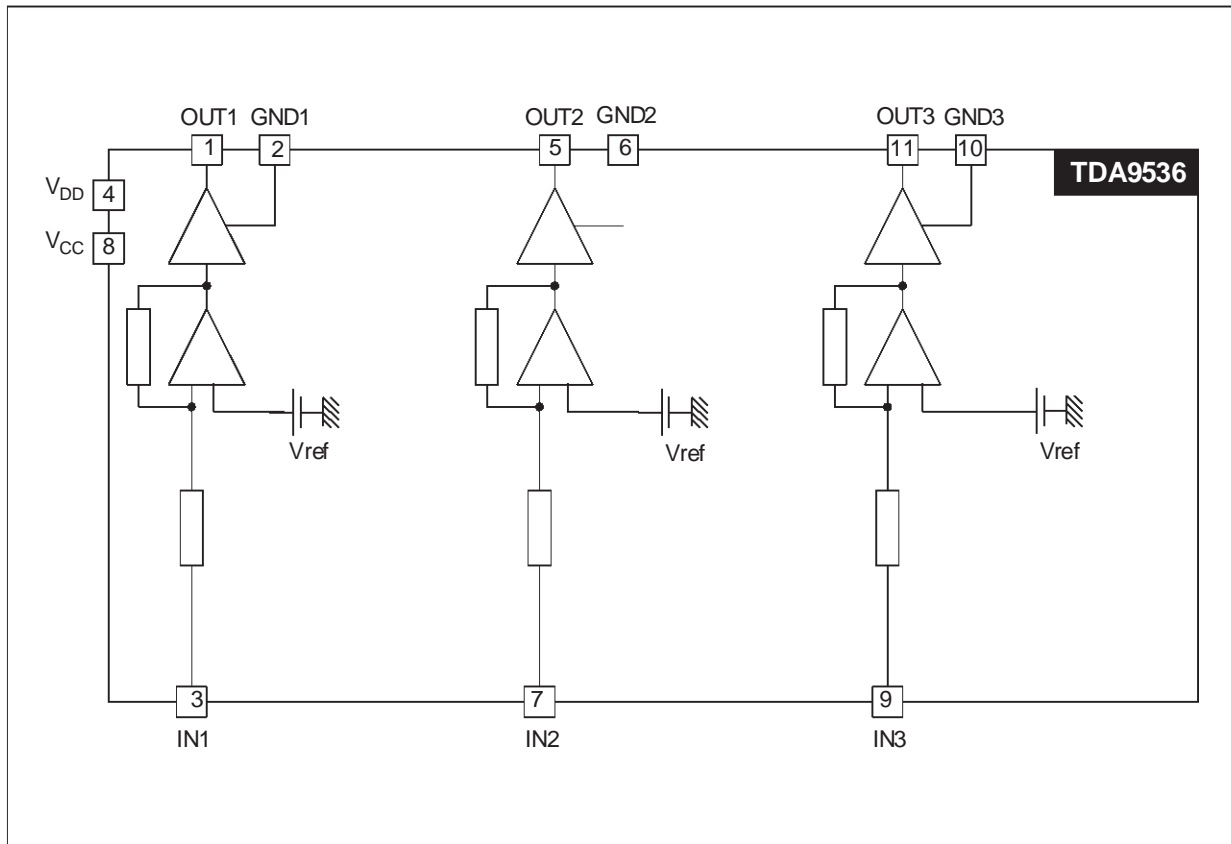 OUT1 GND1 OUT2 GND2 OUT3 GND3
1 2 5 6 11 10
TDA9536
VDD 4
VCC 8
Vref Vref Vref
3 7 9
IN1 IN2 IN3